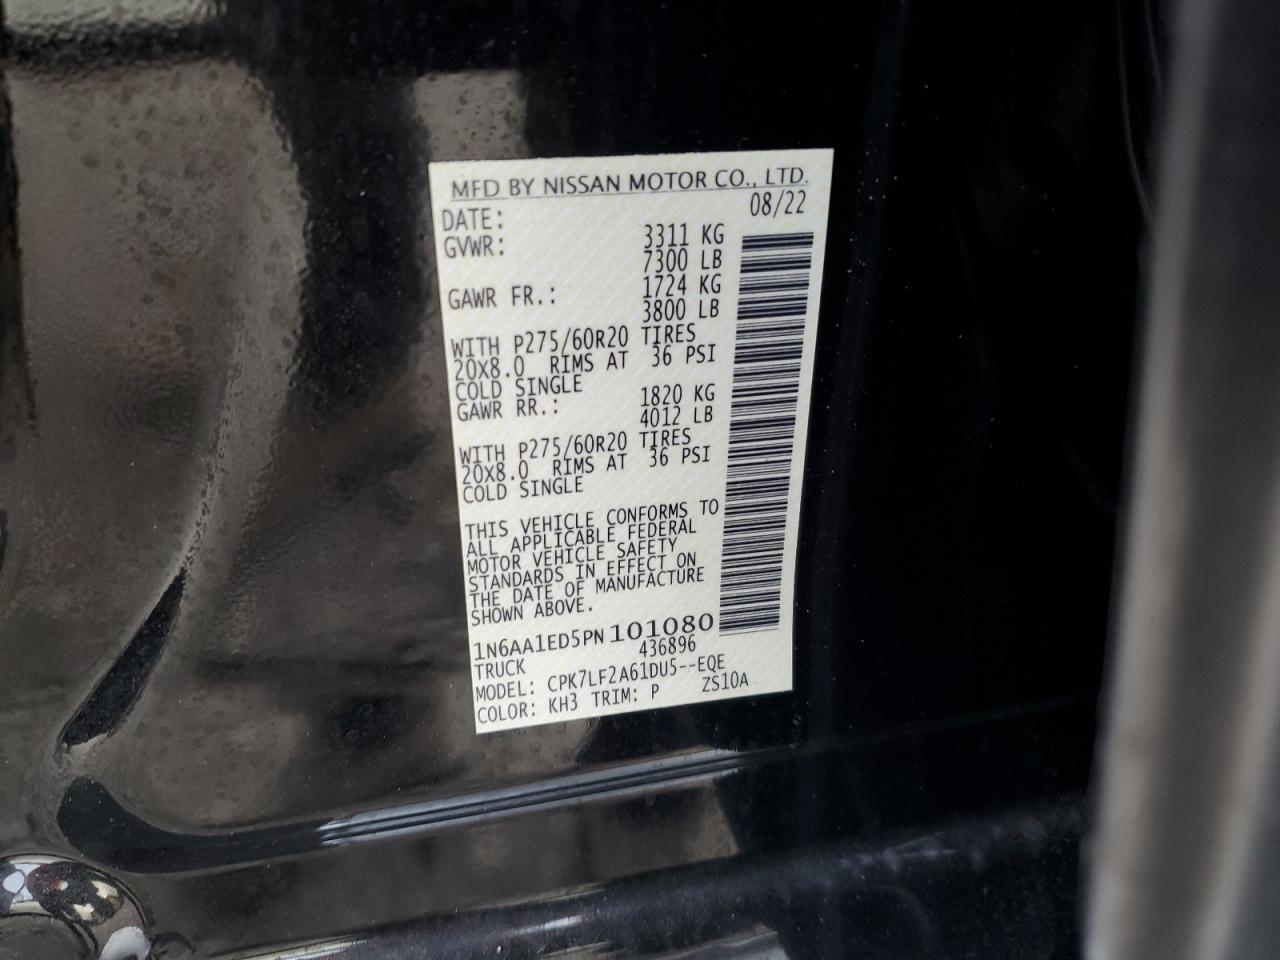 MFD BY NISSAN MOTOR CO., LTD.
DATE: 08/22
GVWR: 3311 KG
7300 LB
GAWR FR.: 1724 KG
3800 LB
WITH P275/60R20 TIRES
20X8.0 RIMS AT 36 PSI
COLD SINGLE
GAWR RR.: 1820 KG
4012 LB
WITH P275/60R20 TIRES
20X8.0 RIMS AT 36 PSI
COLD SINGLE
THIS VEHICLE CONFORMS TO
ALL APPLICABLE FEDERAL
MOTOR VEHICLE SAFETY
STANDARDS IN EFFECT ON
THE DATE OF MANUFACTURE
SHOWN ABOVE.
1N6AA1ED5PN101080
TRUCK 436896
MODEL: CPK7LF2A61DU5--EQE
COLOR: KH3 TRIM: P ZS10A